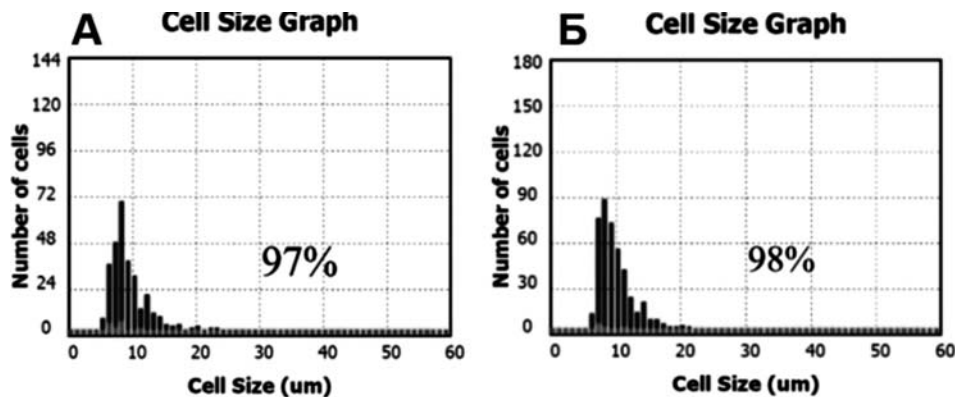 А
Cell Size Graph
Number of cells
144
120
96
72
48
24
0
97%
0 10 20 30 40 50 60
Cell Size (um)
Б
Cell Size Graph
Number of cells
180
150
120
90
60
30
0
98%
0 10 20 30 40 50 60
Cell Size (um)